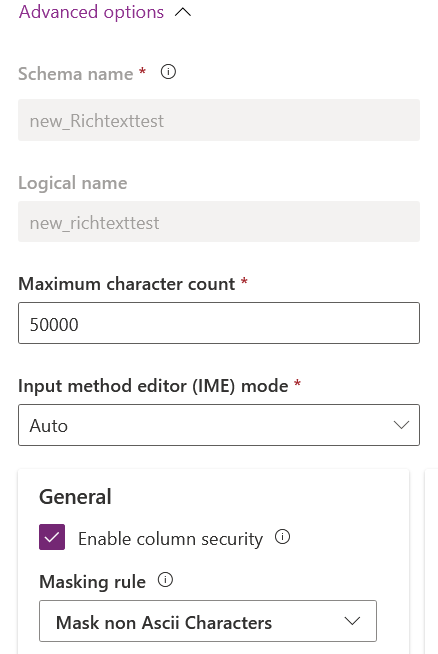 Advanced options
Schema name *
new_Richtexttest
Logical name
new_richtexttest
Maximum character count *
50000
Input method editor (IME) mode *
Auto
General
Enable column security
Masking rule
Mask non Ascii Characters